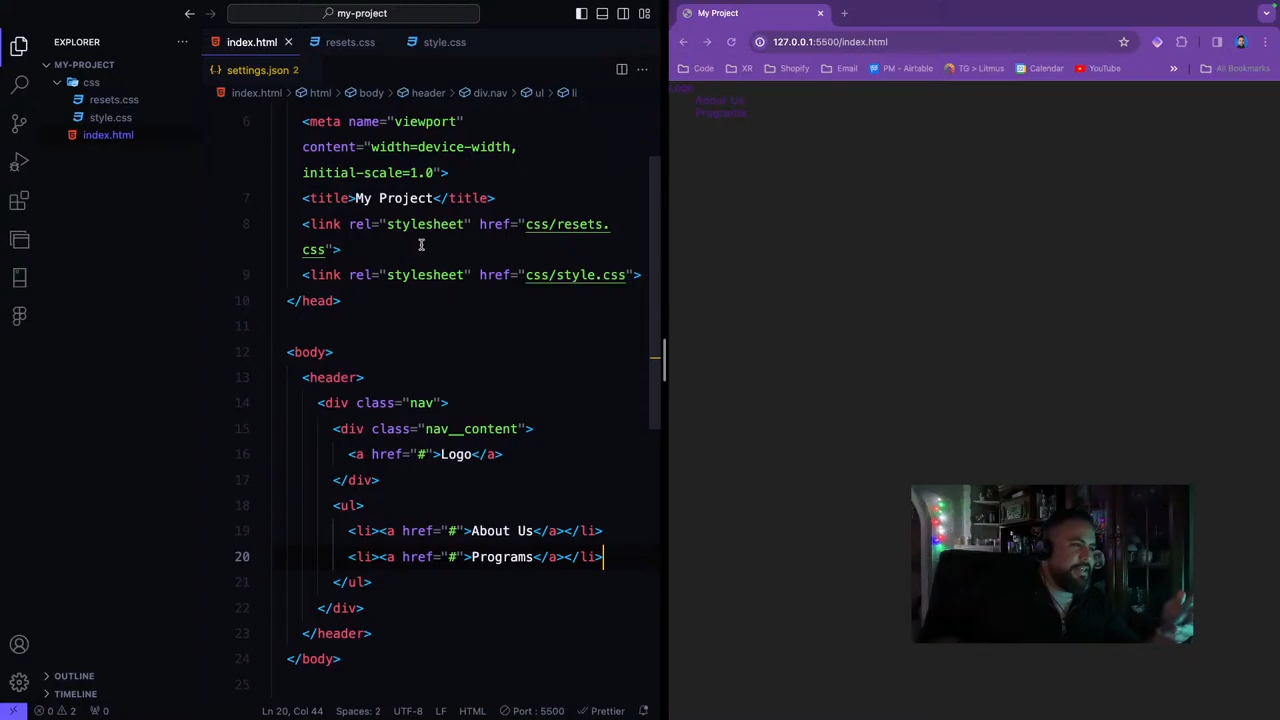 my-project
EXPLORER
MY-PROJECT
css
resets.css
style.css
index.html
index.html
resets.css
style.css
settings.json 2
index.html > html > body > header > div.nav > ul > li
6 <meta name="viewport"
content="width=device-width,
initial-scale=1.0">
7 <title>My Project</title>
8 <link rel="stylesheet" href="css/resets.
css">
9 <link rel="stylesheet" href="css/style.css">
10 </head>
11
12 <body>
13 <header>
14 <div class="nav">
15 <div class="nav__content">
16 <a href="#">Logo</a>
17 </div>
18 <ul>
19 <li><a href="#">About Us</a></li>
20 <li><a href="#">Programs</a></li>
21 </ul>
22 </div>
23 </header>
24 </body>
25
OUTLINE
TIMELINE
0 2 0 Ln 20, Col 44 Spaces: 2 UTF-8 LF HTML Port : 5500 Prettier
My Project
127.0.0.1:5500/index.html
Code XR Shopify Email PM - Airtable TG > Litmus Calendar YouTube » All Bookmarks
Logo
About Us
Programs